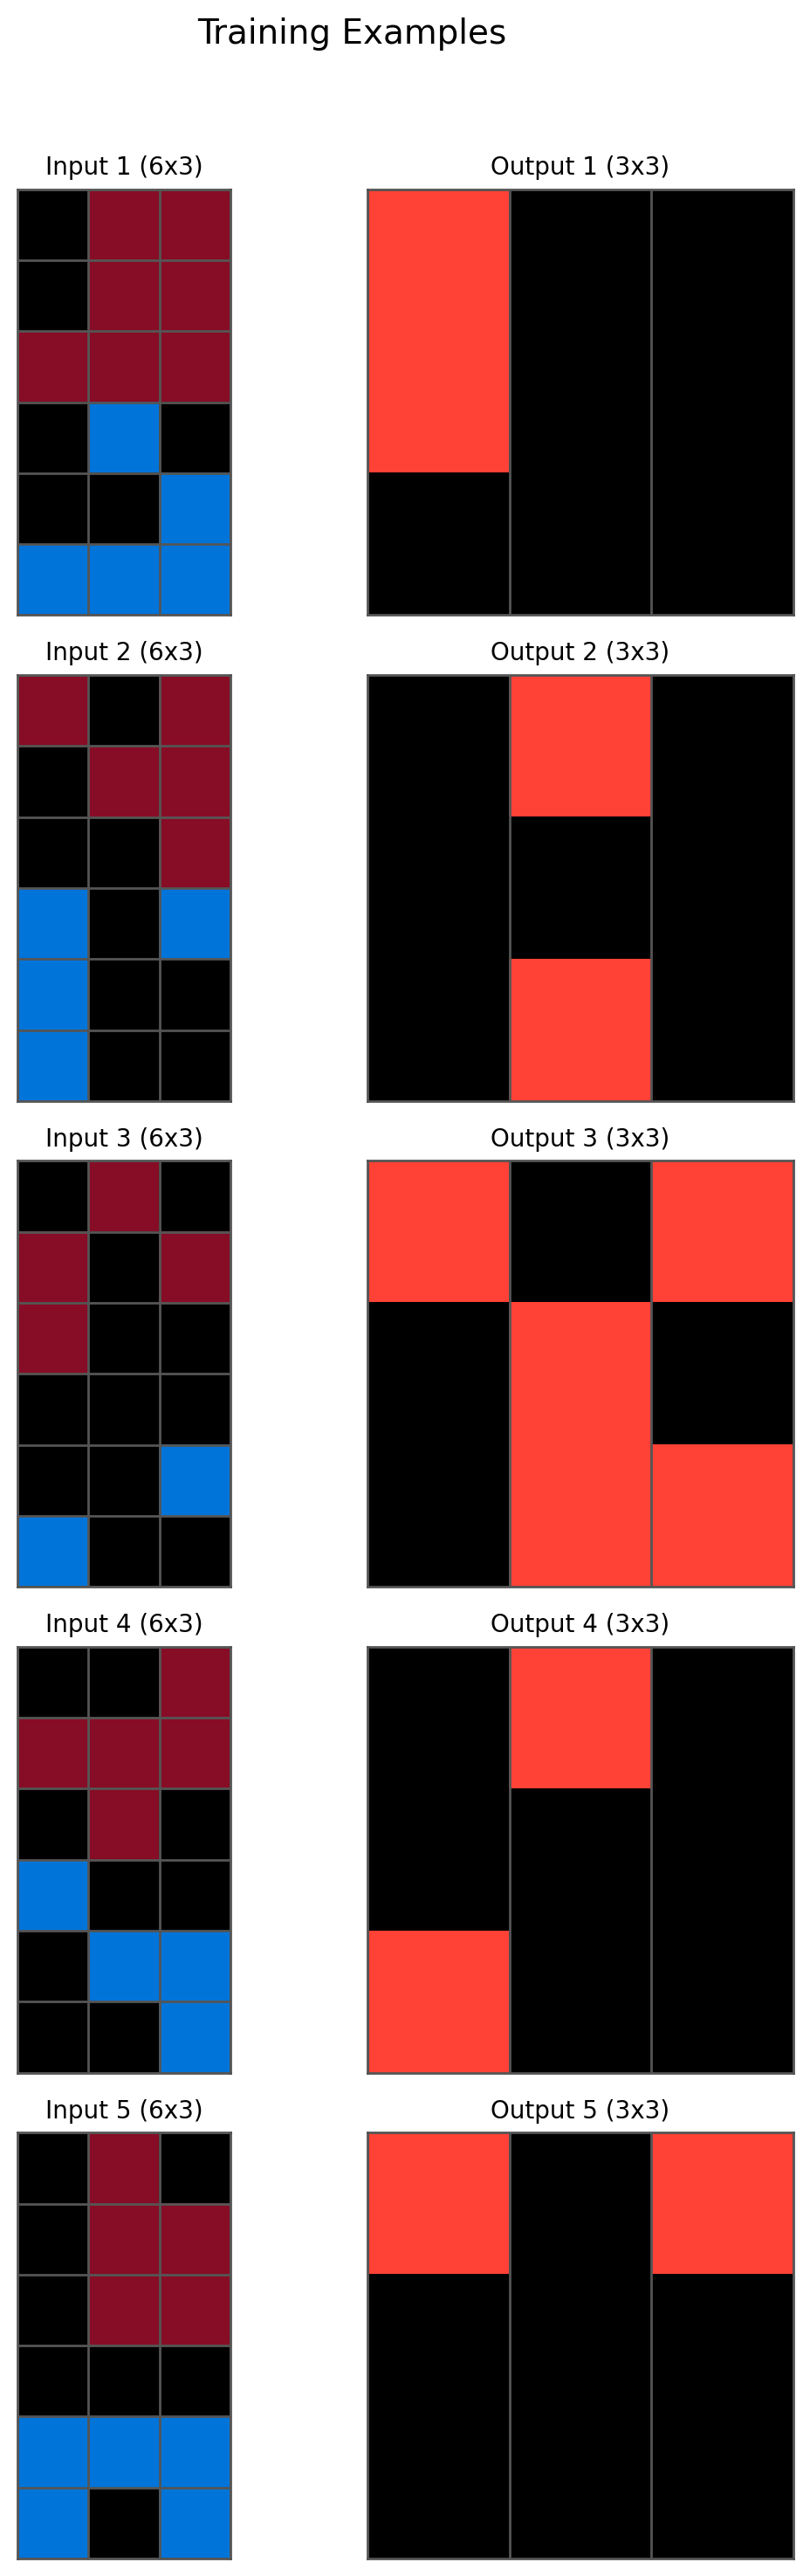 Training Examples
Input 1 (6x3)
Output 1 (3x3)
Input 2 (6x3)
Output 2 (3x3)
Input 3 (6x3)
Output 3 (3x3)
Input 4 (6x3)
Output 4 (3x3)
Input 5 (6x3)
Output 5 (3x3)